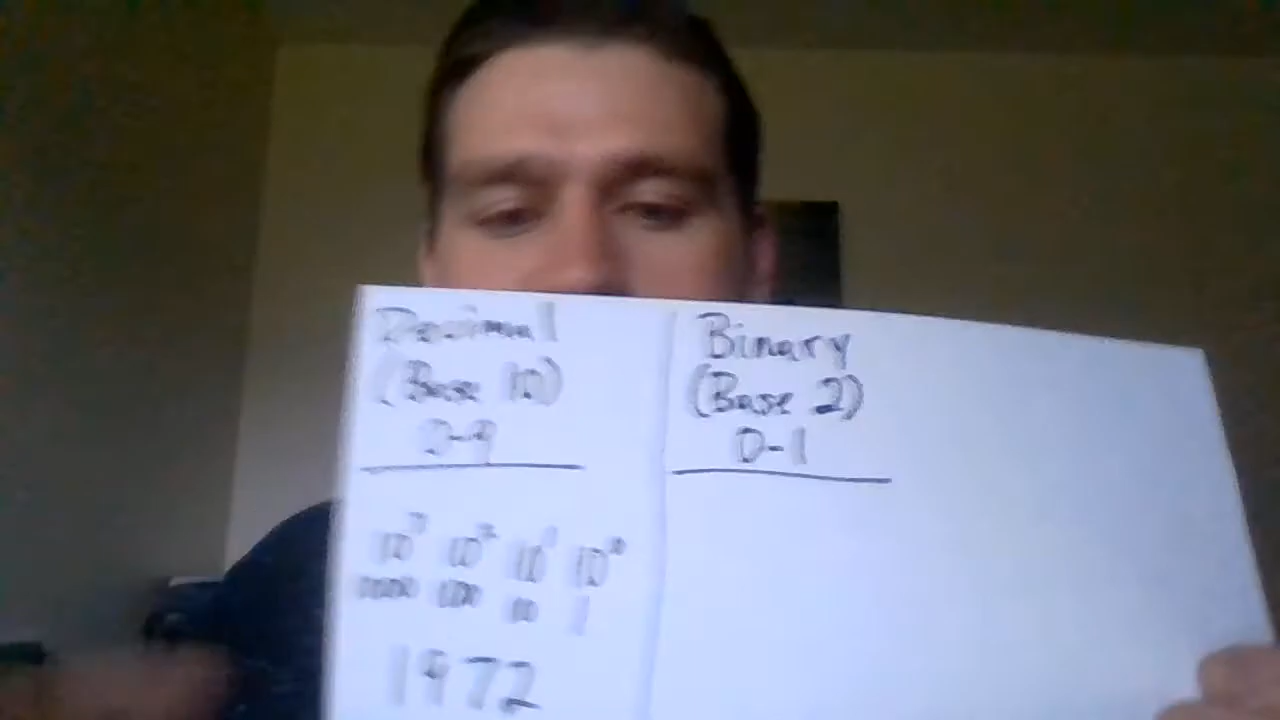 Decimal
(Base 10)
0-9
10³ 10² 10¹ 10⁰
1000 100 10 1
1972
Binary
(Base 2)
0-1